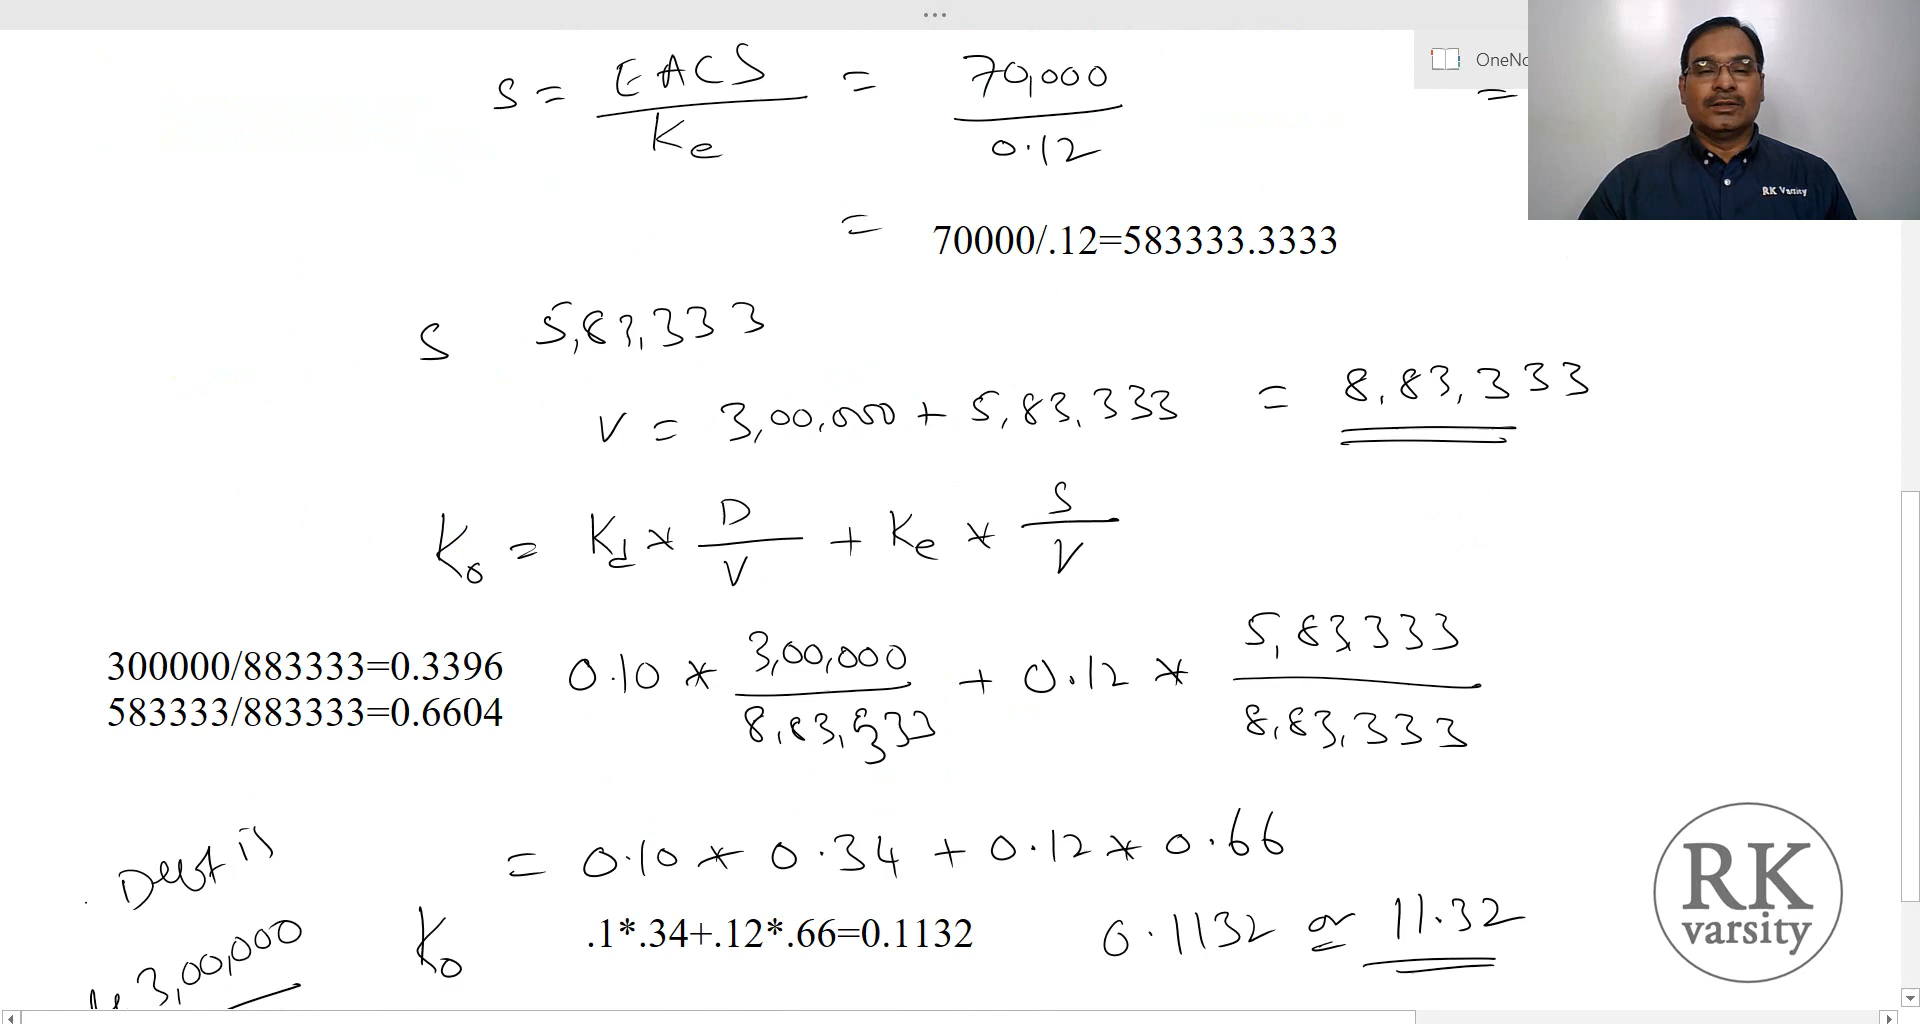 ...
OneNo
S = EACS / Ke = 70,000 / 0.12 =
= 70000/.12=583333.3333
RK Varsity
S 5,83,333
V = 3,00,000 + 5,83,333 = 8,83,333
Ko = Kd * D/V + Ke * S/V
300000/883333=0.3396
583333/883333=0.6604
0.10 * 3,00,000 / 8,83,333 + 0.12 * 5,83,333 / 8,83,333
= 0.10 * 0.34 + 0.12 * 0.66
Debt is
3,00,000
Ko .1*.34+.12*.66=0.1132 0.1132 or 11.32
RK
varsity